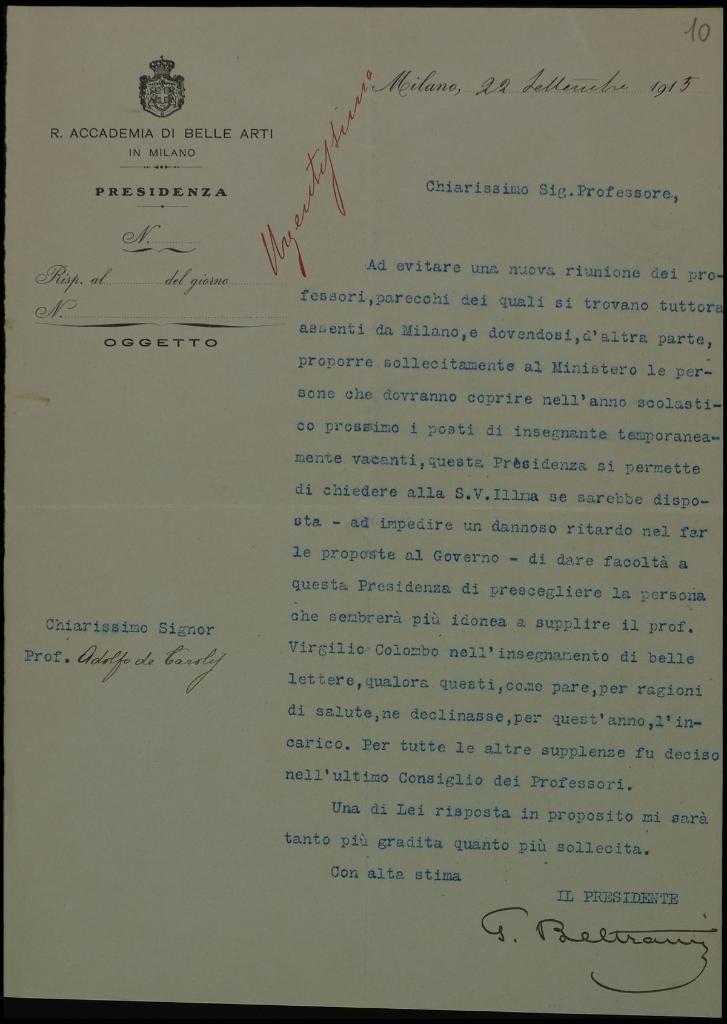 10
R. ACCADEMIA DI BELLE ARTI
IN MILANO
PRESIDENZA
N.
Risp. al del giorno
N.
OGGETTO
Urgentissima
Milano, 22 Settembre 1915
Chiarissimo Sig.Professore,
Ad evitare una nuova riunione dei pro-
fessori,parecchi dei quali si trovano tuttora
assenti da Milano,e dovendosi,d'altra parte,
proporre sollecitamente al Ministero le per-
sone che dovranno coprire nell'anno scolasti-
co prossimo i posti di insegnante temporanea-
mente vacanti,questa Presidenza si permette
di chiedere alla S.V.Illma se sarebbe dispo-
sta - ad impedire un dannoso ritardo nel far
le proposte al Governo - di dare facoltà a
questa Presidenza di prescegliere la persona
che sembrerà più idonea a supplire il prof.
Virgilio Colombo nell'insegnamento di belle
lettere,qualora questi,come pare,per ragioni
di salute,ne declinasse,per quest'anno,l'in-
carico. Per tutte le altre supplenze fu deciso
nell'ultimo Consiglio dei Professori.
Una di Lei risposta in proposito mi sarà
tanto più gradita quanto più sollecita.
Con alta stima
IL PRESIDENTE
G. Beltrami
Chiarissimo Signor
Prof. Adolfo de Carolis